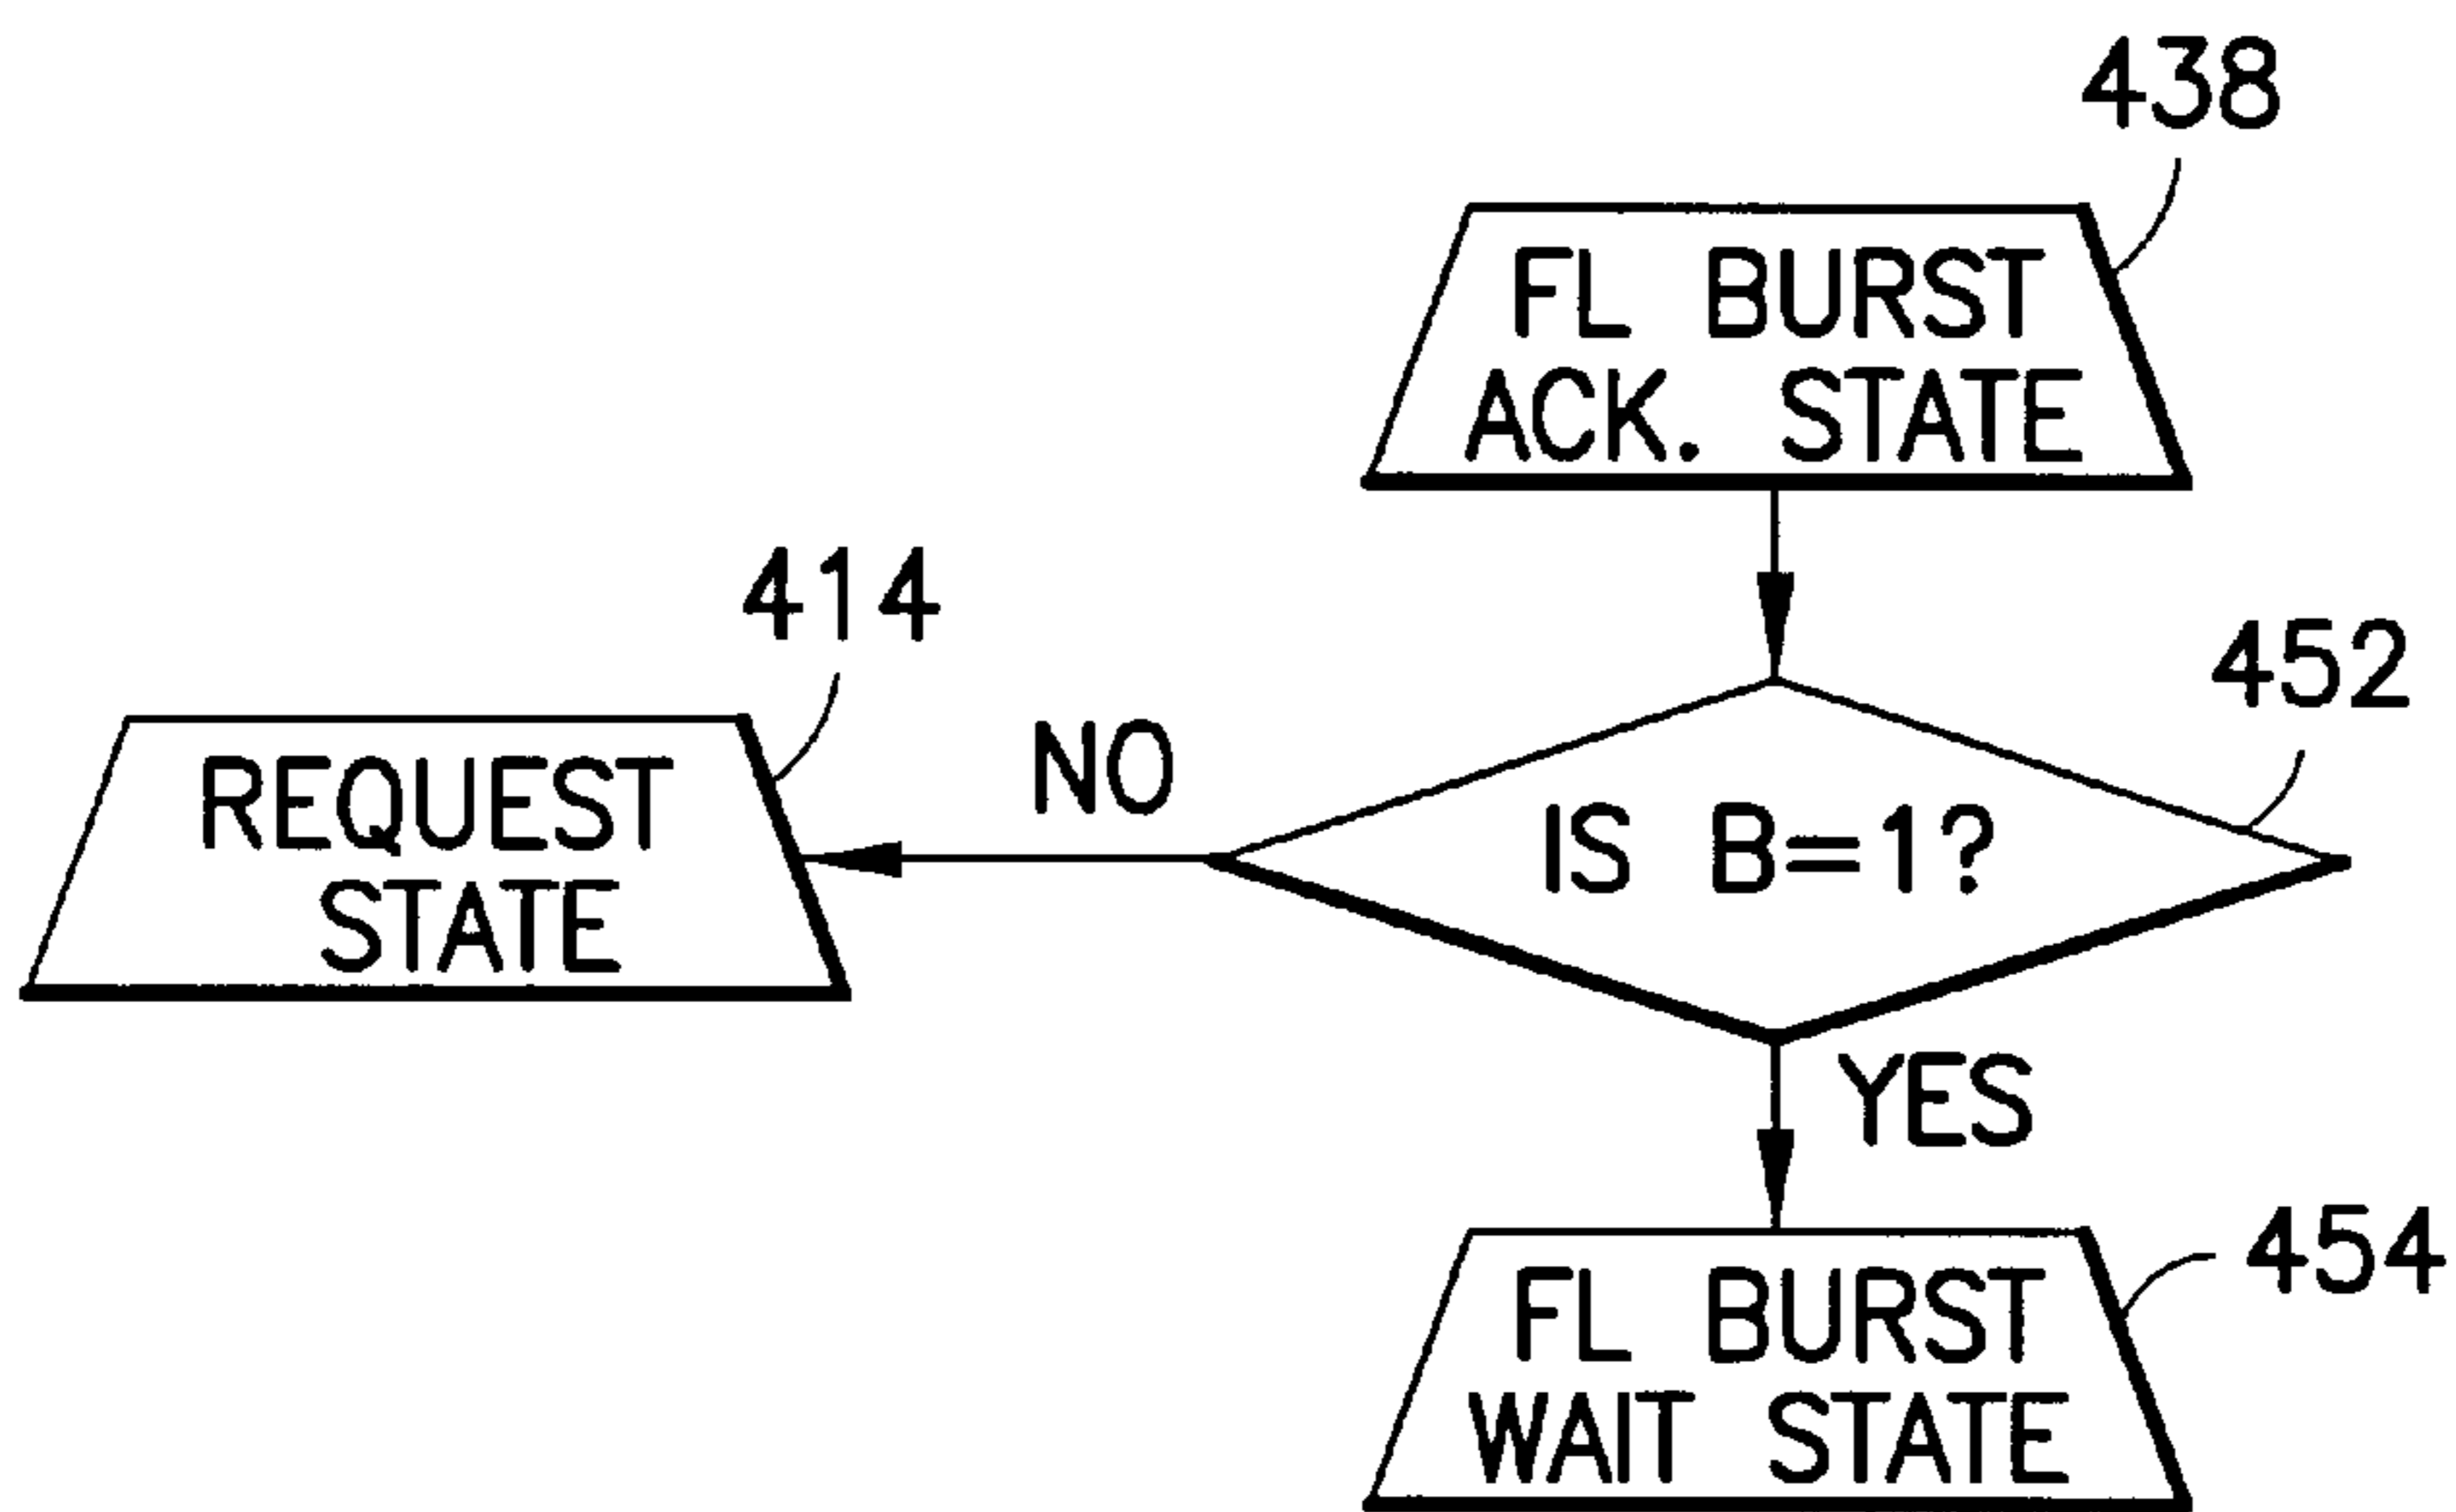 438
FL BURST
ACK. STATE
414
452
REQUEST
STATE
NO
IS B=1?
YES
454
FL BURST
WAIT STATE